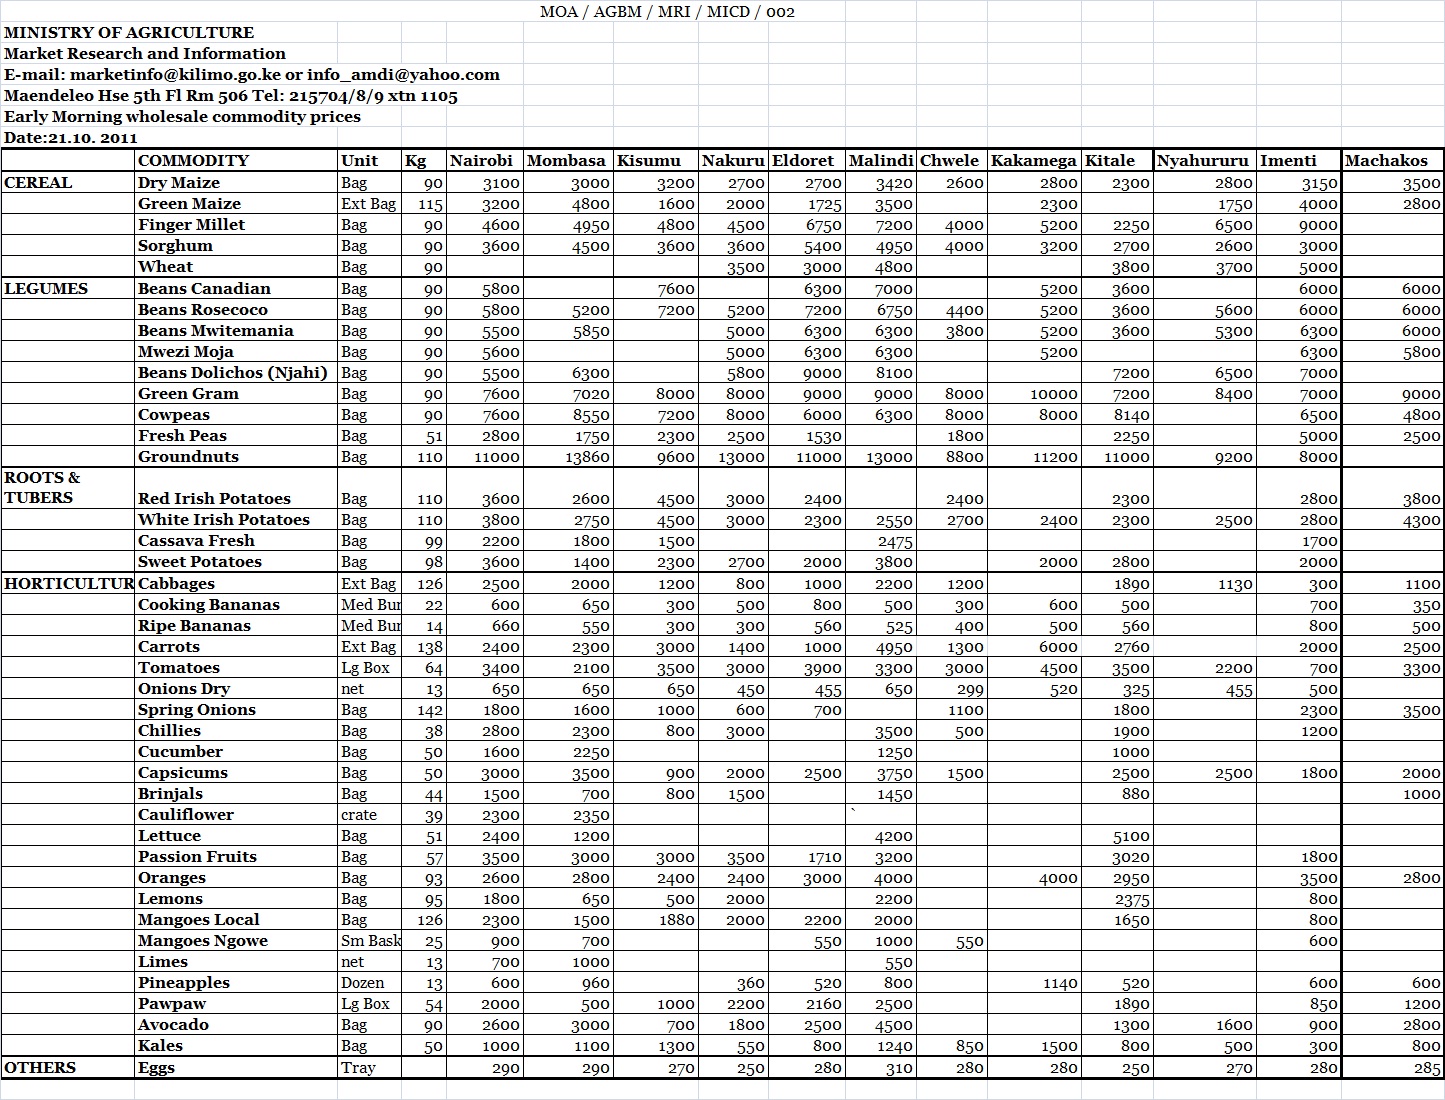 MOA / AGBM / MRI / MICD / 002
MINISTRY OF AGRICULTURE
Market Research and Information
E-mail: marketinfo@kilimo.go.ke or info_amdi@yahoo.com
Maendeleo Hse 5th Fl Rm 506 Tel: 215704/8/9 xtn 1105
Early Morning wholesale commodity prices
Date:21.10. 2011
COMMODITY Unit Kg Nairobi Mombasa Kisumu Nakuru Eldoret Malindi Chwele Kakamega Kitale Nyahururu Imenti Machakos
CEREAL Dry Maize Bag 90 3100 3000 3200 2700 2700 3420 2600 2800 2300 2800 3150 3500
Green Maize Ext Bag 115 3200 4800 1600 2000 1725 3500 2300 1750 4000 2800
Finger Millet Bag 90 4600 4950 4800 4500 6750 7200 4000 5200 2250 6500 9000
Sorghum Bag 90 3600 4500 3600 3600 5400 4950 4000 3200 2700 2600 3000
Wheat Bag 90 3500 3000 4800 3800 3700 5000
LEGUMES Beans Canadian Bag 90 5800 7600 6300 7000 5200 3600 6000 6000
Beans Rosecoco Bag 90 5800 5200 7200 5200 7200 6750 4400 5200 3600 5600 6000 6000
Beans Mwitemania Bag 90 5500 5850 5000 6300 6300 3800 5200 3600 5300 6300 6000
Mwezi Moja Bag 90 5600 5000 6300 6300 5200 6300 5800
Beans Dolichos (Njahi) Bag 90 5500 6300 5800 9000 8100 7200 6500 7000
Green Gram Bag 90 7600 7020 8000 8000 9000 9000 8000 10000 7200 8400 7000 9000
Cowpeas Bag 90 7600 8550 7200 8000 6000 6300 8000 8000 8140 6500 4800
Fresh Peas Bag 51 2800 1750 2300 2500 1530 1800 2250 5000 2500
Groundnuts Bag 110 11000 13860 9600 13000 11000 13000 8800 11200 11000 9200 8000
ROOTS &
TUBERS Red Irish Potatoes Bag 110 3600 2600 4500 3000 2400 2400 2300 2800 3800
White Irish Potatoes Bag 110 3800 2750 4500 3000 2300 2550 2700 2400 2300 2500 2800 4300
Cassava Fresh Bag 99 2200 1800 1500 2475 1700
Sweet Potatoes Bag 98 3600 1400 2300 2700 2000 3800 2000 2800 2000
HORTICULTUR Cabbages Ext Bag 126 2500 2000 1200 800 1000 2200 1200 1890 1130 300 1100
Cooking Bananas Med Bur 22 600 650 300 500 800 500 300 600 500 700 350
Ripe Bananas Med Bur 14 660 550 300 300 560 525 400 500 560 800 500
Carrots Ext Bag 138 2400 2300 3000 1400 1000 4950 1300 6000 2760 2000 2500
Tomatoes Lg Box 64 3400 2100 3500 3000 3900 3300 3000 4500 3500 2200 700 3300
Onions Dry net 13 650 650 650 450 455 650 299 520 325 455 500
Spring Onions Bag 142 1800 1600 1000 600 700 1100 1800 2300 3500
Chillies Bag 38 2800 2300 800 3000 3500 500 1900 1200
Cucumber Bag 50 1600 2250 1250 1000
Capsicums Bag 50 3000 3500 900 2000 2500 3750 1500 2500 2500 1800 2000
Brinjals Bag 44 1500 700 800 1500 1450 880 1000
Cauliflower crate 39 2300 2350 `
Lettuce Bag 51 2400 1200 4200 5100
Passion Fruits Bag 57 3500 3000 3000 3500 1710 3200 3020 1800
Oranges Bag 93 2600 2800 2400 2400 3000 4000 4000 2950 3500 2800
Lemons Bag 95 1800 650 500 2000 2200 2375 800
Mangoes Local Bag 126 2300 1500 1880 2000 2200 2000 1650 800
Mangoes Ngowe Sm Bask 25 900 700 550 1000 550 600
Limes net 13 700 1000 550
Pineapples Dozen 13 600 960 360 520 800 1140 520 600 600
Pawpaw Lg Box 54 2000 500 1000 2200 2160 2500 1890 850 1200
Avocado Bag 90 2600 3000 700 1800 2500 4500 1300 1600 900 2800
Kales Bag 50 1000 1100 1300 550 800 1240 850 1500 800 500 300 800
OTHERS Eggs Tray 290 290 270 250 280 310 280 280 250 270 280 285